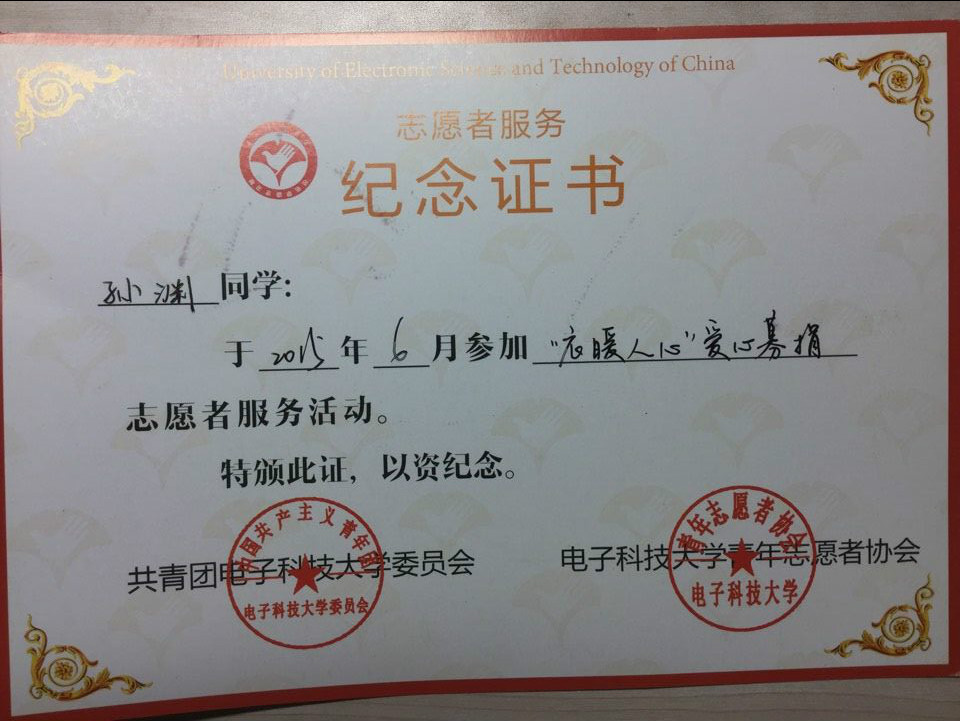 University of Electronic Science and Technology of China
志愿者服务
纪念证书
孙渊 同学:
于 2015 年 6 月参加 "衣暖人心"爱心募捐
志愿者服务活动。
特颁此证，以资纪念。
共青团电子科技大学委员会
电子科技大学青年志愿者协会
中国共产主义青年团
电子科技大学委员会
青年志愿者协会
电子科技大学